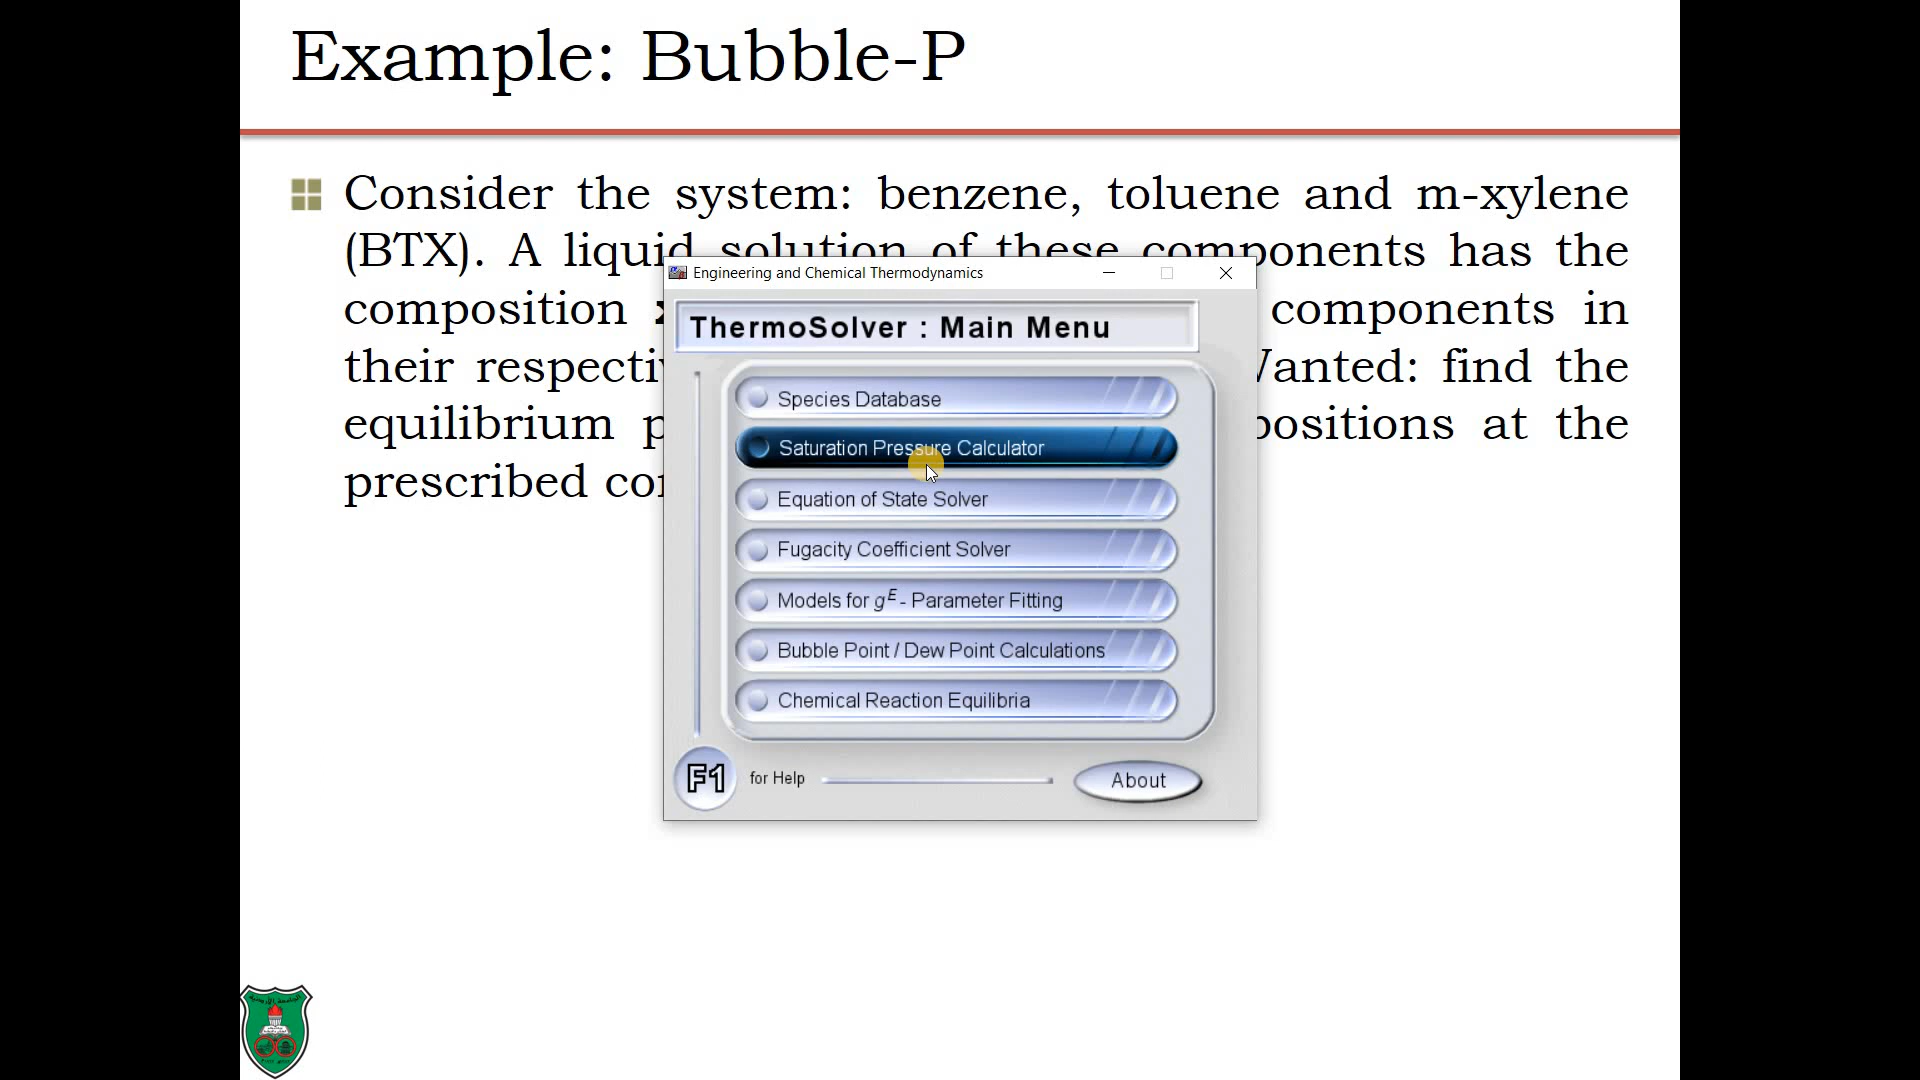 Example: Bubble-P
Consider the system: benzene, toluene and m-xylene
(BTX). A liquid solution of these components has the
composition components in
their respecti Wanted: find the
equilibrium positions at the
prescribed
Engineering and Chemical Thermodynamics
ThermoSolver : Main Menu
Species Database
Saturation Pressure Calculator
Equation of State Solver
Fugacity Coefficient Solver
Models for gᴱ - Parameter Fitting
Bubble Point / Dew Point Calculations
Chemical Reaction Equilibria
F1 for Help
About